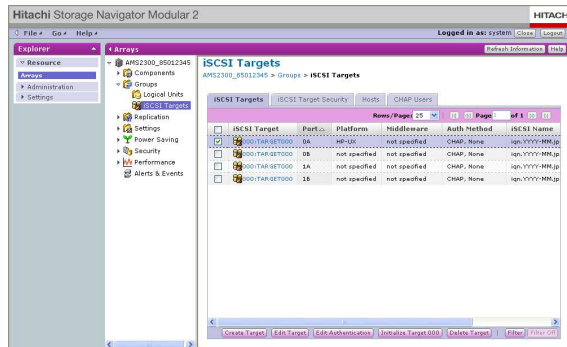 Hitachi Storage Navigator Modular 2
HITACHI
File Go Help
Logged in as: system Close Logout
Explorer
Arrays
Refresh Information Help
Resource
Arrays
Administration
Settings
AMS2300_85012345
Components
Groups
Logical Units
iSCSI Targets
Replication
Settings
Power Saving
Security
Performance
Alerts & Events
iSCSI Targets
AMS2300_85012345 > Groups > iSCSI Targets
iSCSI Targets iSCSI Target Security Hosts CHAP Users
Rows/Page: 25 Page of 1
iSCSI Target Port Platform Middleware Auth Method iSCSI Name
000:TARGET000 0A HP-UX not specified CHAP, None iqn.YYYY-MM.jp
000:TARGET000 0B not specified not specified CHAP, None iqn.YYYY-MM.jp
000:TARGET000 1A not specified not specified CHAP, None iqn.YYYY-MM.jp
000:TARGET000 1B not specified not specified CHAP, None iqn.YYYY-MM.jp
Create Target Edit Target Edit Authentication Initialize Target 000 Delete Target | Filter Filter Off